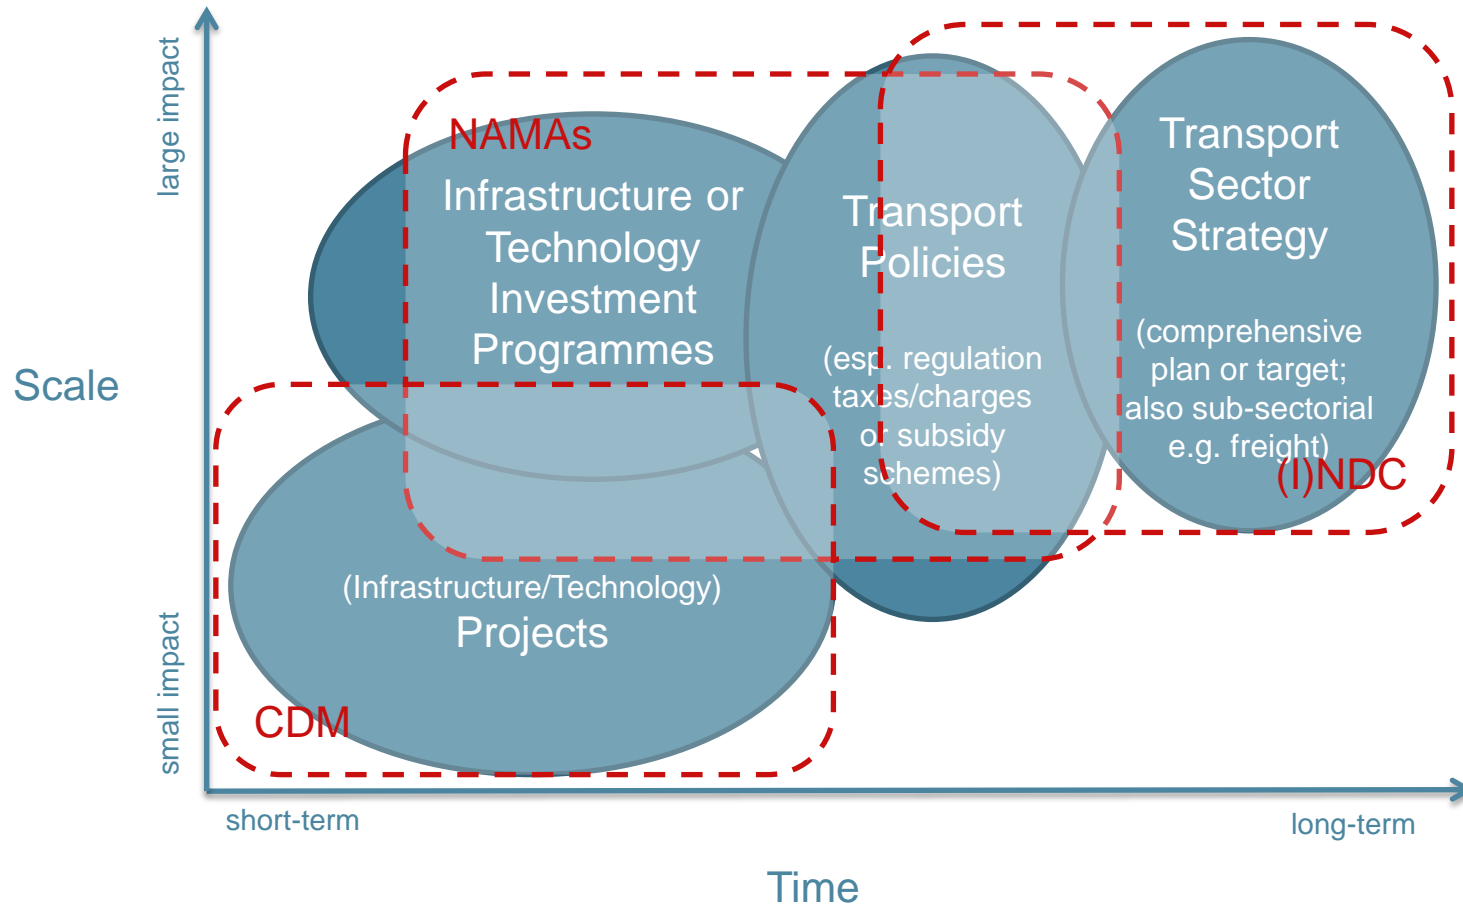 large impact
Scale
small impact
NAMAs
Infrastructure or
Technology
Investment
Programmes
Transport
Policies
(esp. regulation
taxes/charges
or subsidy
schemes)
Transport
Sector
Strategy
(comprehensive
plan or target;
also sub-sectorial
e.g. freight)
(I)NDC
(Infrastructure/Technology)
Projects
CDM
short-term
long-term
Time